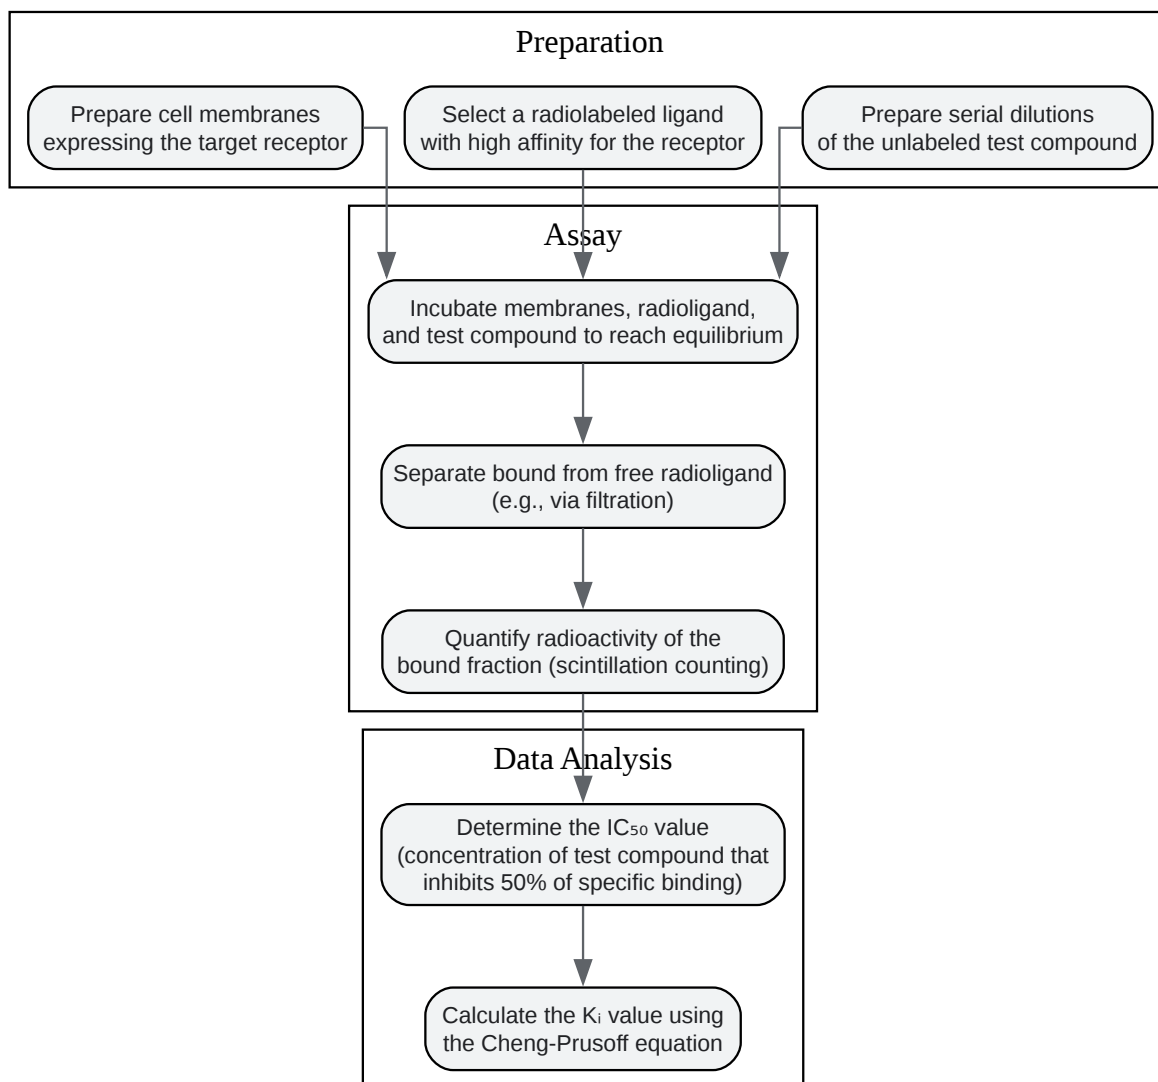 Preparation
Prepare cell membranes
expressing the target receptor
Select a radiolabeled ligand
with high affinity for the receptor
Prepare serial dilutions
of the unlabeled test compound
Assay
Incubate membranes, radioligand,
and test compound to reach equilibrium
Separate bound from free radioligand
(e.g., via filtration)
Quantify radioactivity of the
bound fraction (scintillation counting)
Data Analysis
Determine the IC₅₀ value
(concentration of test compound that
inhibits 50% of specific binding)
Calculate the Kᵢ value using
the Cheng-Prusoff equation